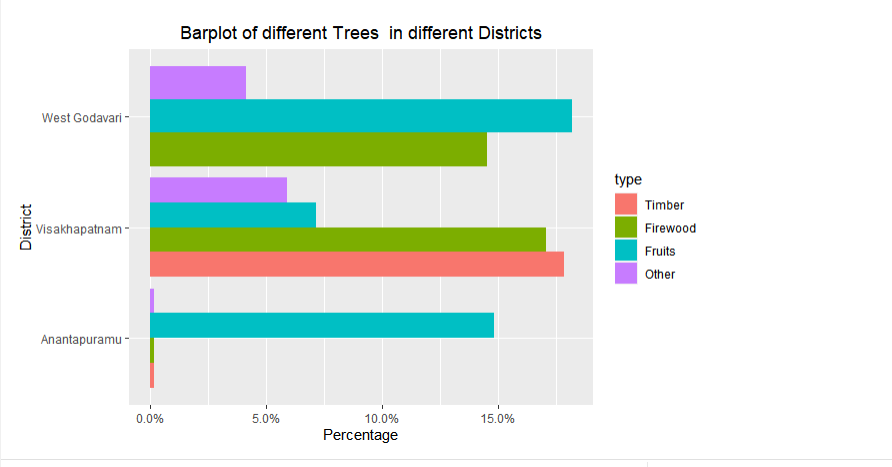 Barplot of different Trees  in different Districts
West Godavari
Visakhapatnam
Anantapuramu
District
0.0%
5.0%
10.0%
15.0%
Percentage
type
Timber
Firewood
Fruits
Other